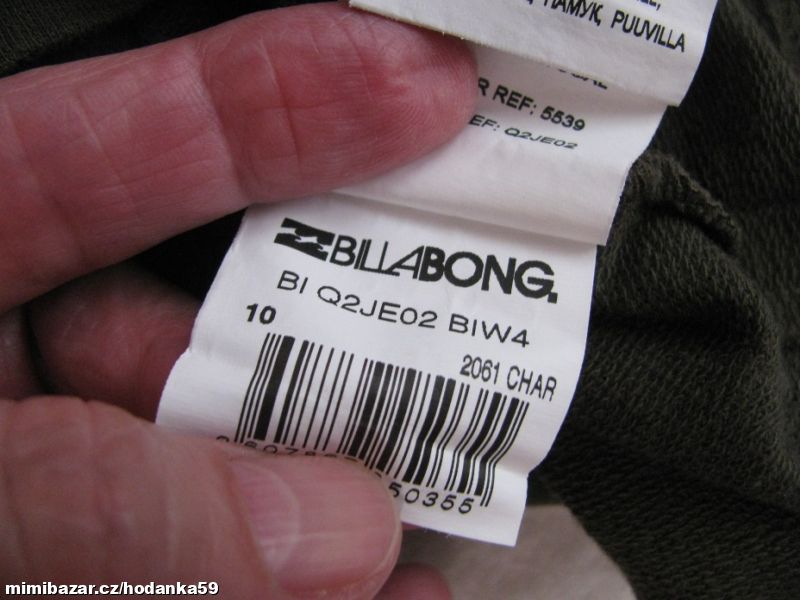 ПАМУК, PUUVILLA
R REF: 5539
EF: Q2JE02
BILLABONG.
BI Q2JE02 BIW4
10
2061 CHAR
50355
mimibazar.cz/hodanka59